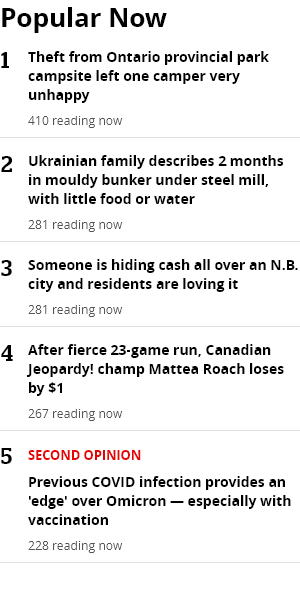 Popular Now
1
Theft from Ontario provincial park
campsite left one camper very
unhappy
410 reading now
2
Ukrainian family describes 2 months
in mouldy bunker under steel mill,
with little food or water
281 reading now
3
Someone is hiding cash all over an N.B.
city and residents are loving it
281 reading now
4
After fierce 23-game run, Canadian
Jeopardy! champ Mattea Roach loses
by $1
267 reading now
5
SECOND OPINION
Previous COVID infection provides an
'edge' over Omicron — especially with
vaccination
228 reading now